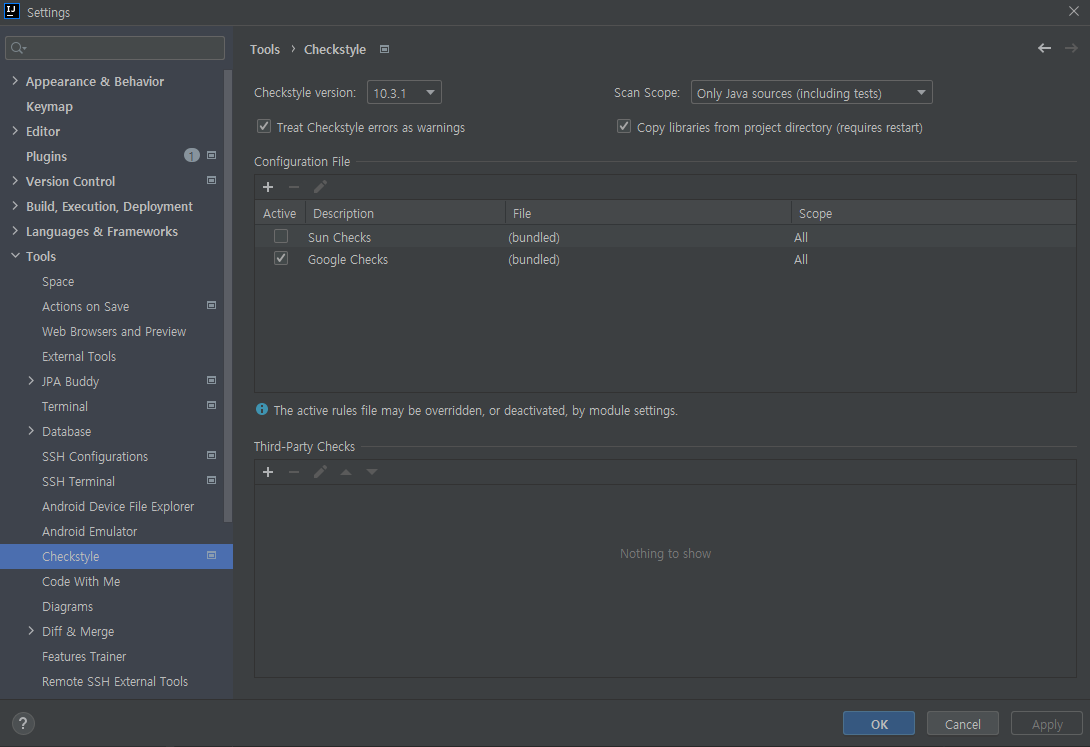 IJ Settings
Tools › Checkstyle
Checkstyle version: 10.3.1 Scan Scope: Only Java sources (including tests)
Treat Checkstyle errors as warnings Copy libraries from project directory (requires restart)
Configuration File
Active Description File Scope
Sun Checks (bundled) All
Google Checks (bundled) All
The active rules file may be overridden, or deactivated, by module settings.
Third-Party Checks
Nothing to show
Appearance & Behavior
Keymap
Editor
Plugins 1
Version Control
Build, Execution, Deployment
Languages & Frameworks
Tools
Space
Actions on Save
Web Browsers and Preview
External Tools
JPA Buddy
Terminal
Database
SSH Configurations
SSH Terminal
Android Device File Explorer
Android Emulator
Checkstyle
Code With Me
Diagrams
Diff & Merge
Features Trainer
Remote SSH External Tools
? OK Cancel Apply